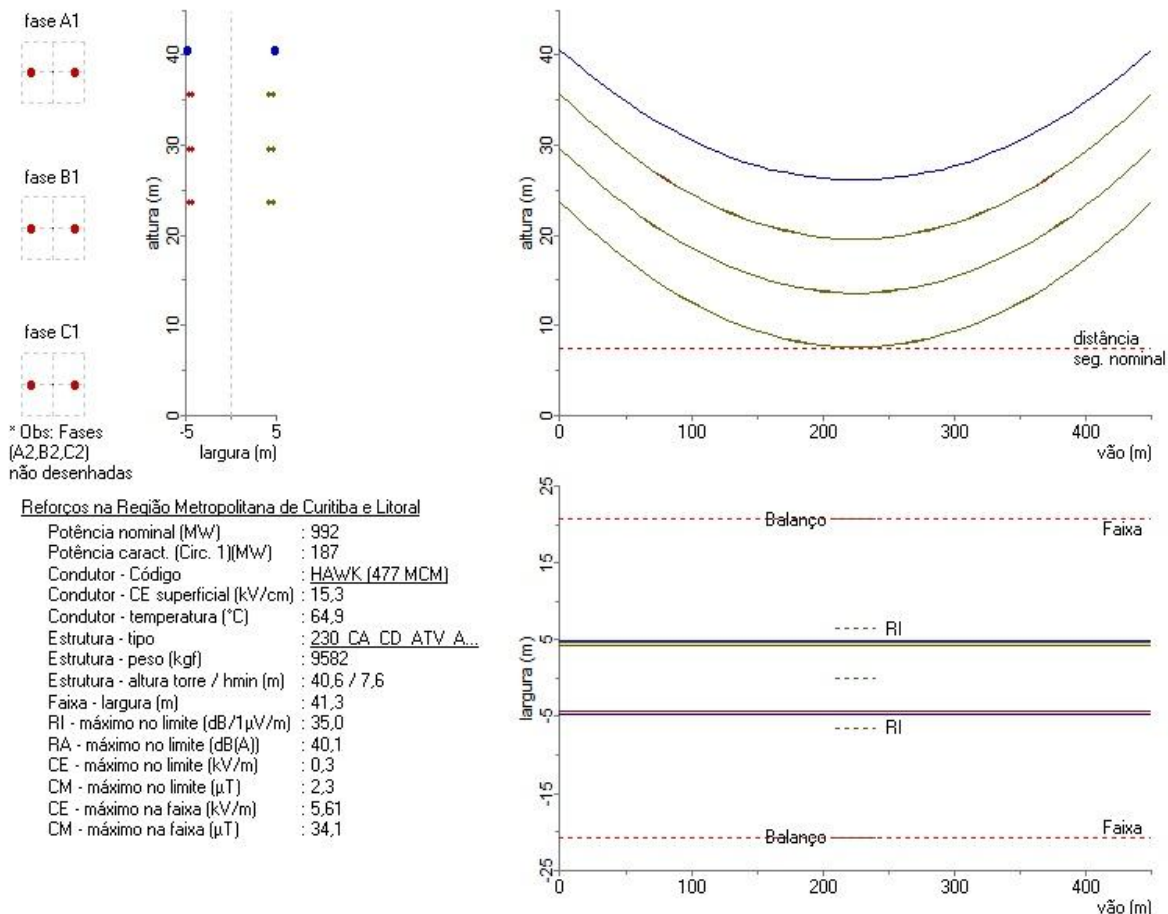 fase A1
fase B1
fase C1
* Obs: Fases
(A2,B2,C2)
não desenhadas
altura (m)
40
30
20
10
0
-5
5
largura (m)
altura (m)
40
30
20
10
0
distância
seg. nominal
0
100
200
300
400
vão (m)
Reforços na Região Metropolitana de Curitiba e Litoral
Potência nominal (MW) : 992
Potência caract. (Circ. 1)(MW) : 187
Condutor - Código : HAWK (477 MCM)
Condutor - CE superficial (kV/cm) : 15,3
Condutor - temperatura (°C) : 64,9
Estrutura - tipo : 230_CA_CD_ATV_A...
Estrutura - peso (kgf) : 9582
Estrutura - altura torre / hmin (m) : 40,6 / 7,6
Faixa - largura (m) : 41,3
RI - máximo no limite (dB/1µV/m) : 35,0
RA - máximo no limite (dB(A)) : 40,1
CE - máximo no limite (kV/m) : 0,3
CM - máximo no limite (µT) : 2,3
CE - máximo na faixa (kV/m) : 5,61
CM - máximo na faixa (µT) : 34,1
largura (m)
25
15
5
-5
-15
-25
Balanço
Faixa
RI
RI
Balanço
Faixa
0
100
200
300
400
vão (m)